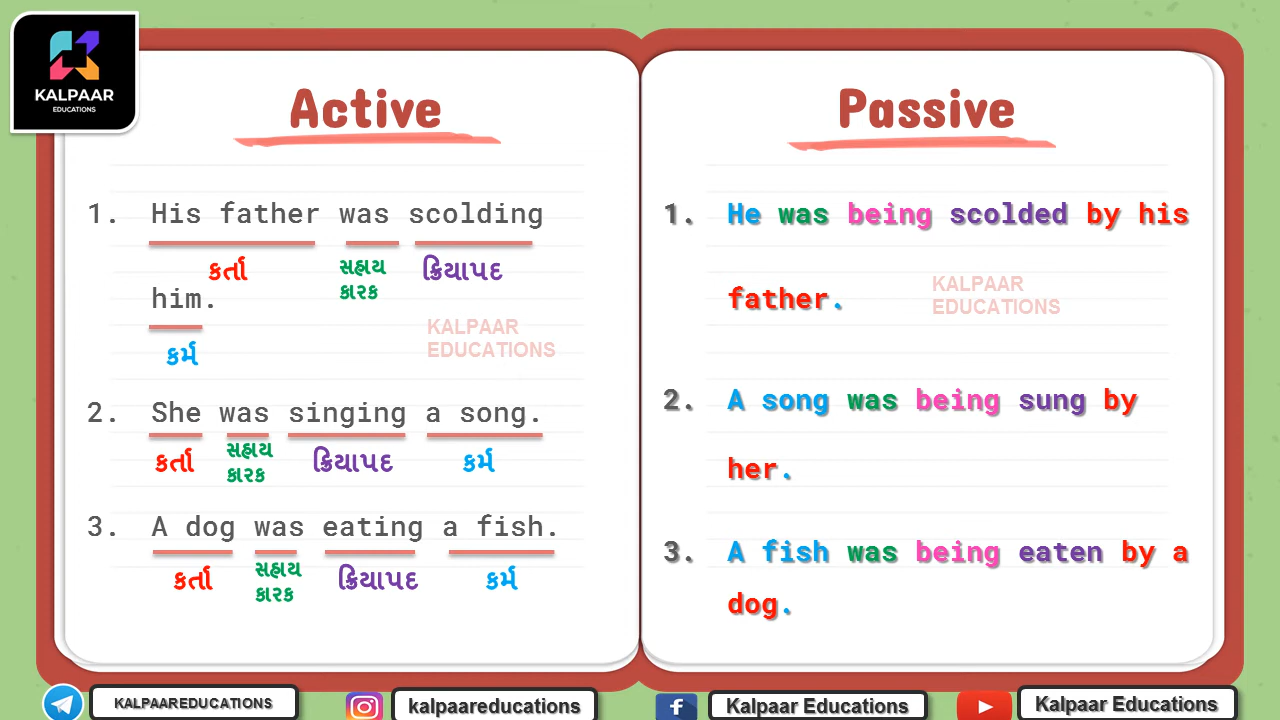 KALPAAR
EDUCATIONS
Active
1. His father was scolding
કર્તા સહાય કારક ક્રિયાપદ
him.
કર્મ
KALPAAR
EDUCATIONS
2. She was singing a song.
કર્તા સહાય કારક ક્રિયાપદ કર્મ
3. A dog was eating a fish.
કર્તા સહાય કારક ક્રિયાપદ કર્મ
Passive
1. He was being scolded by his
father.
KALPAAR
EDUCATIONS
2. A song was being sung by
her.
3. A fish was being eaten by a
dog.
KALPAAREDUCATIONS
kalpaareducations
Kalpaar Educations
Kalpaar Educations